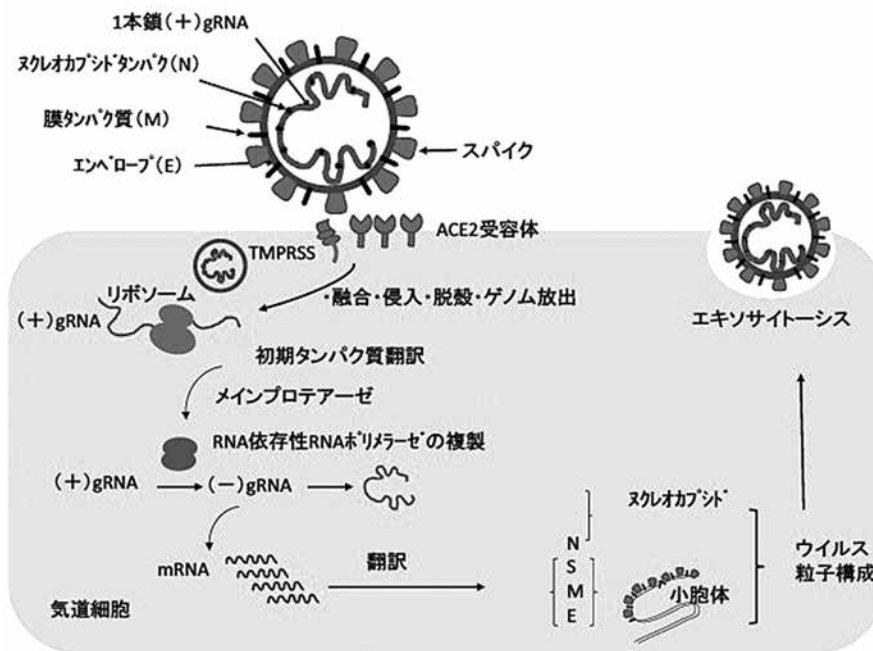 1本鎖(+)gRNA
ﾇｸﾚｵｶﾌﾟｼﾄﾞﾀﾝﾊﾟｸ(N)
膜ﾀﾝﾊﾟｸ質(M)
ｴﾝﾍﾞﾛｰﾌﾟ(E)
スパイク
ACE2受容体
TMPRSS
リボソーム
・融合・侵入・脱殻・ゲノム放出
(+)gRNA
エキソサイトーシス
初期タンパク質翻訳
メインプロテアーゼ
RNA依存性RNAﾎﾟﾘﾒﾗｰｾﾞの複製
(+)gRNA
(−)gRNA
ﾇｸﾚｵｶﾌﾟｼﾄﾞ
mRNA
翻訳
N
S
M
E
小胞体
ウイルス
粒子構成
気道細胞